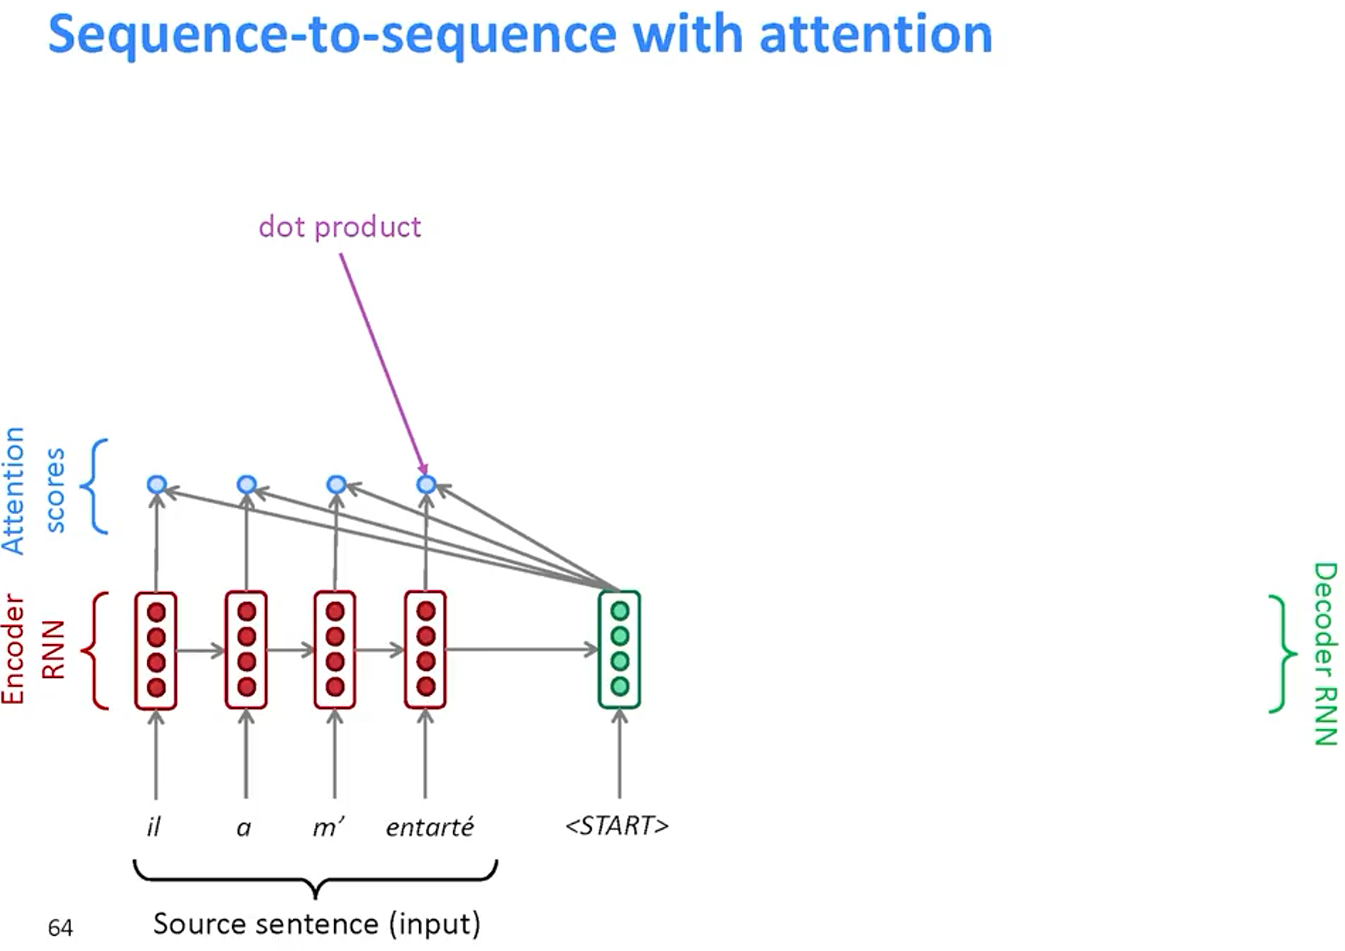 Sequence-to-sequence with attention
dot product
Attention
scores
Encoder
RNN
Decoder RNN
il a m’ entarté <START>
Source sentence (input)
64